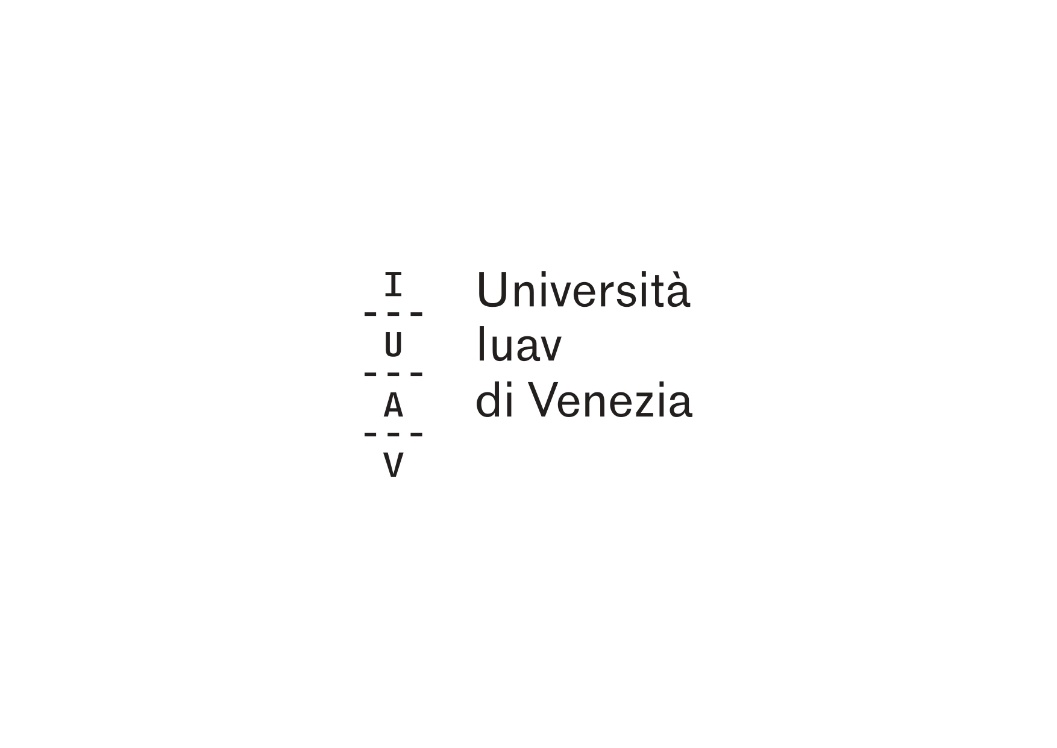 I
---
U
---
A
---
V
Università
Iuav
di Venezia